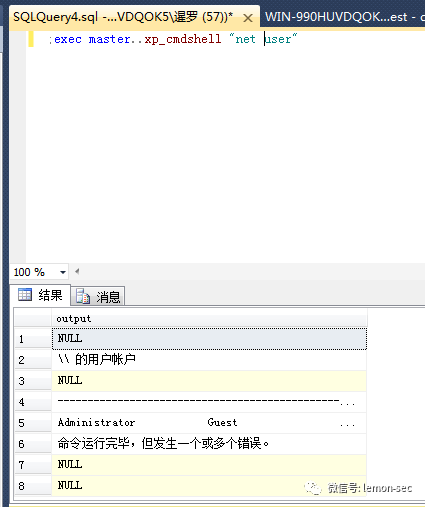 SQLQuery4.sql -...VDQOK5\暹罗 (57))* × WIN-990HUVDQOK...est - c
;exec master..xp_cmdshell "net user"
100 %
结果 消息
output
1 NULL
2 \\ 的用户帐户
3 NULL
4 -------------------------------------------------...
5 Administrator Guest ...
6 命令运行完毕，但发生一个或多个错误。
7 NULL
8 NULL
微信号: lemon-sec